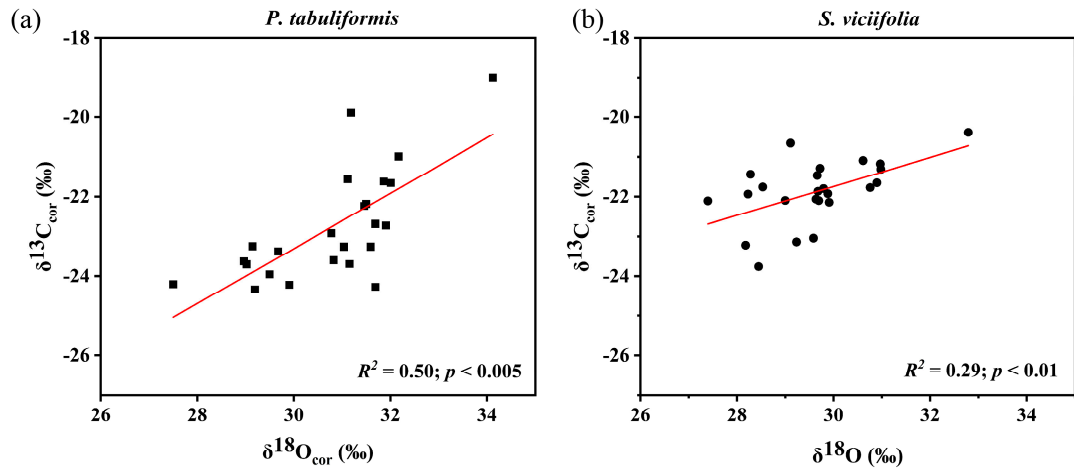 (a)
P. tabuliformis
-18
-20
-22
-24
-26
δ13Ccor (‰)
R2 = 0.50; p < 0.005
26 28 30 32 34
δ18Ocor (‰)
(b)
S. viciifolia
-18
-20
-22
-24
-26
δ13Ccor (‰)
R2 = 0.29; p < 0.01
26 28 30 32 34
δ18O (‰)